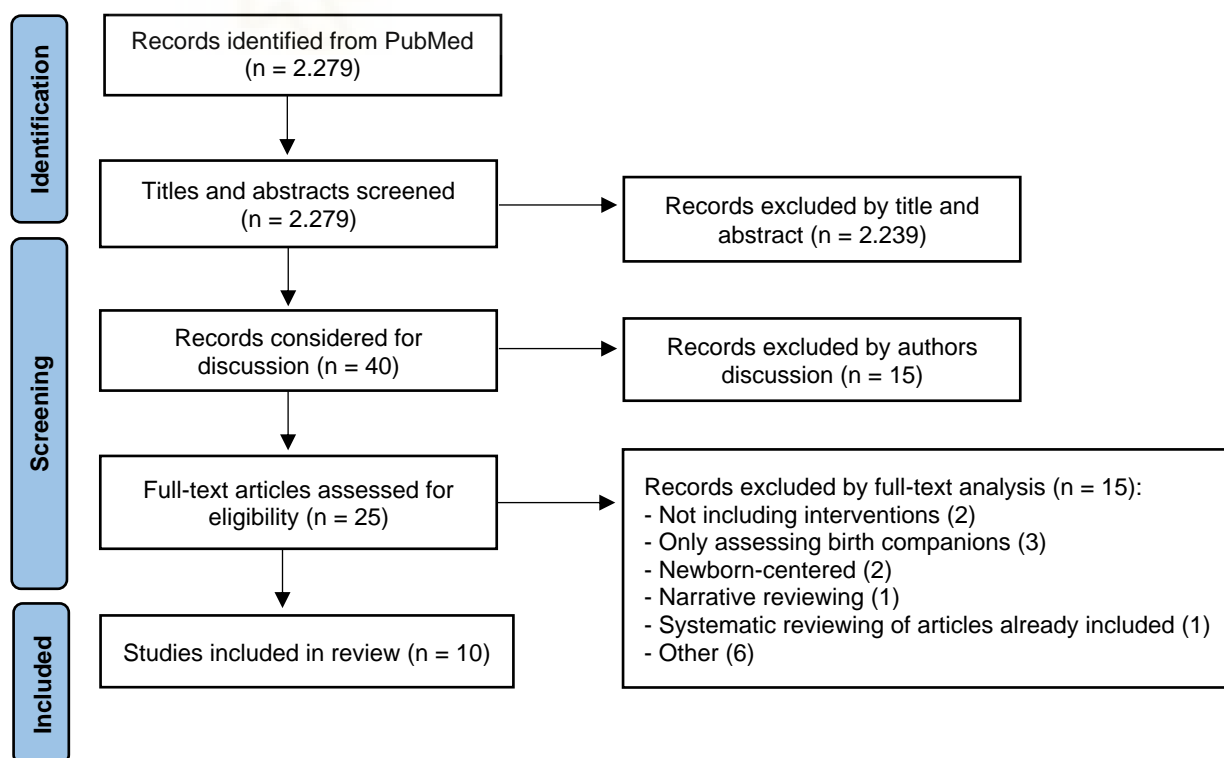 Identification
Records identified from PubMed
(n = 2.279)
Titles and abstracts screened
(n = 2.279)
Records excluded by title and
abstract (n = 2.239)
Screening
Records considered for
discussion (n = 40)
Records excluded by authors
discussion (n = 15)
Full-text articles assessed for
eligibility (n = 25)
Records excluded by full-text analysis (n = 15):
- Not including interventions (2)
- Only assessing birth companions (3)
- Newborn-centered (2)
- Narrative reviewing (1)
- Systematic reviewing of articles already included (1)
- Other (6)
Included
Studies included in review (n = 10)